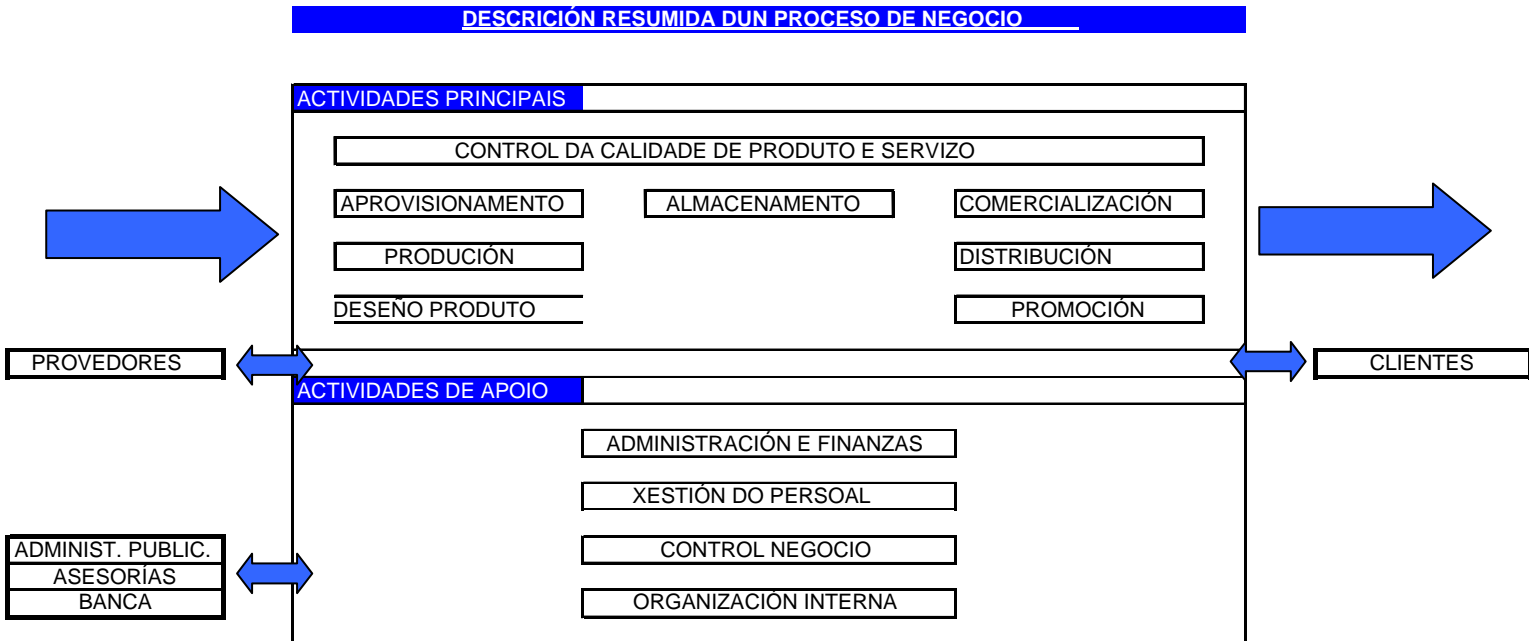 DESCRICIÓN RESUMIDA DUN PROCESO DE NEGOCIO
ACTIVIDADES PRINCIPAIS
CONTROL DA CALIDADE DE PRODUTO E SERVIZO
APROVISIONAMENTO
ALMACENAMENTO
COMERCIALIZACIÓN
PRODUCIÓN
DISTRIBUCIÓN
DESEÑO PRODUTO
PROMOCIÓN
PROVEDORES
CLIENTES
ACTIVIDADES DE APOIO
ADMINISTRACIÓN E FINANZAS
XESTIÓN DO PERSOAL
ADMINIST. PUBLIC.
CONTROL NEGOCIO
ASESORÍAS
BANCA
ORGANIZACIÓN INTERNA